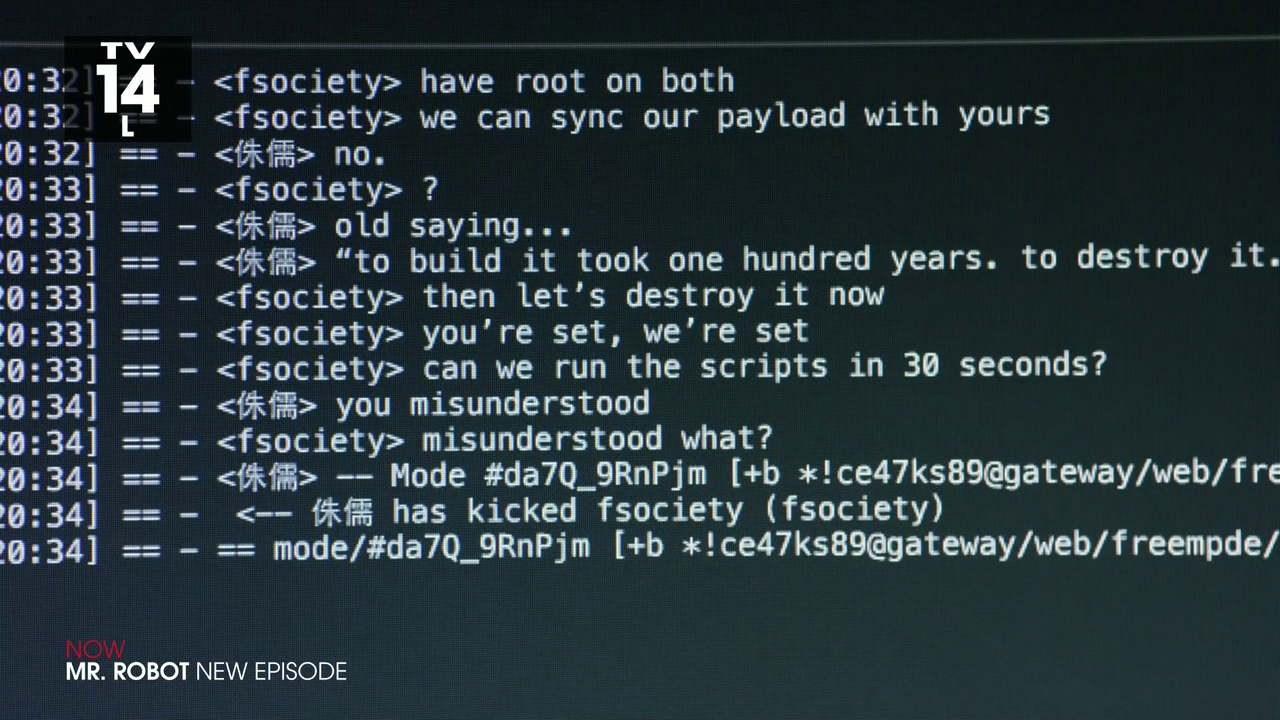 TV
14
L
20:32] == - <fsociety> have root on both
20:32] == - <fsociety> we can sync our payload with yours
20:32] == - <侏儒> no.
20:33] == - <fsociety> ?
20:33] == - <侏儒> old saying...
20:33] == - <侏儒> “to build it took one hundred years. to destroy it.
20:33] == - <fsociety> then let’s destroy it now
20:33] == - <fsociety> you’re set, we’re set
20:33] == - <fsociety> can we run the scripts in 30 seconds?
20:34] == - <侏儒> you misunderstood
20:34] == - <fsociety> misunderstood what?
20:34] == - <侏儒> -- Mode #da7Q_9RnPjm [+b *!ce47ks89@gateway/web/fre
20:34] == - <-- 侏儒 has kicked fsociety (fsociety)
20:34] == - == mode/#da7Q_9RnPjm [+b *!ce47ks89@gateway/web/freempde/
NOW
MR. ROBOT NEW EPISODE